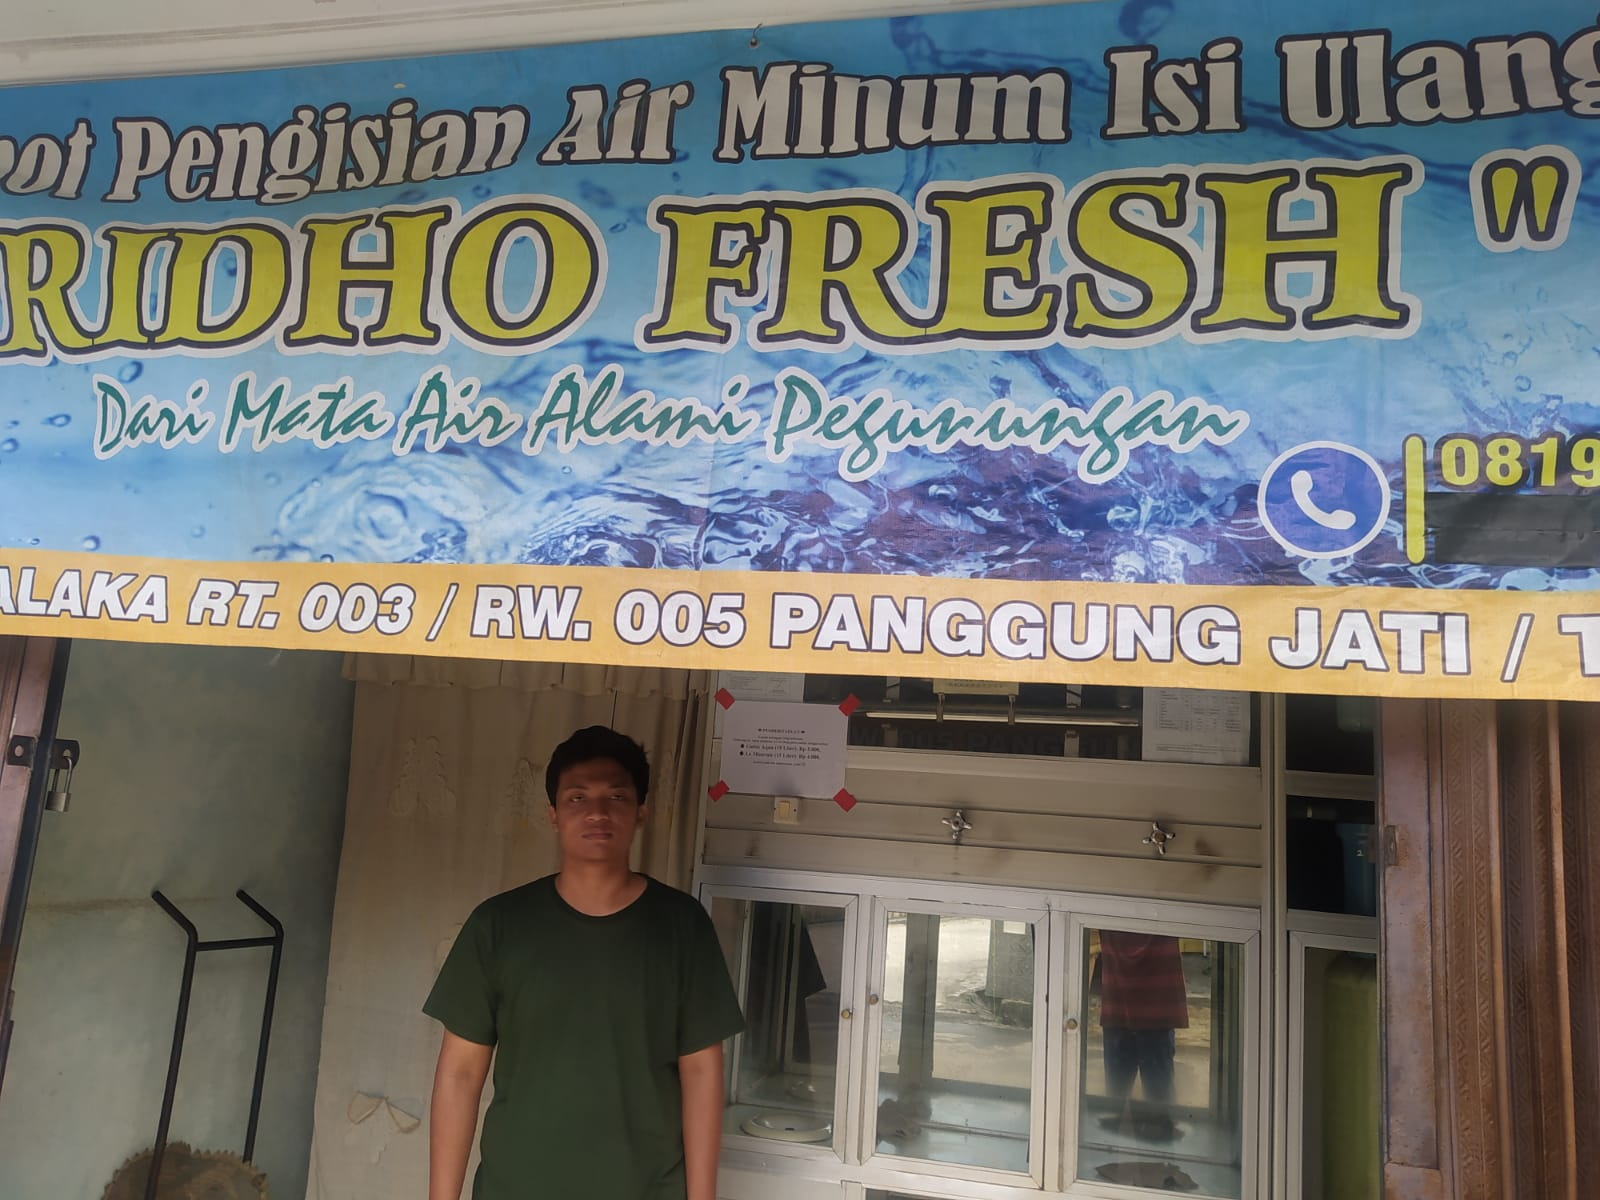 pot Pengisian Air Minum Isi Ulang
RIDHO FRESH "
Dari Mata Air Alami Pegunungan
0819
ALAKA RT. 003 / RW. 005 PANGGUNG JATI / T